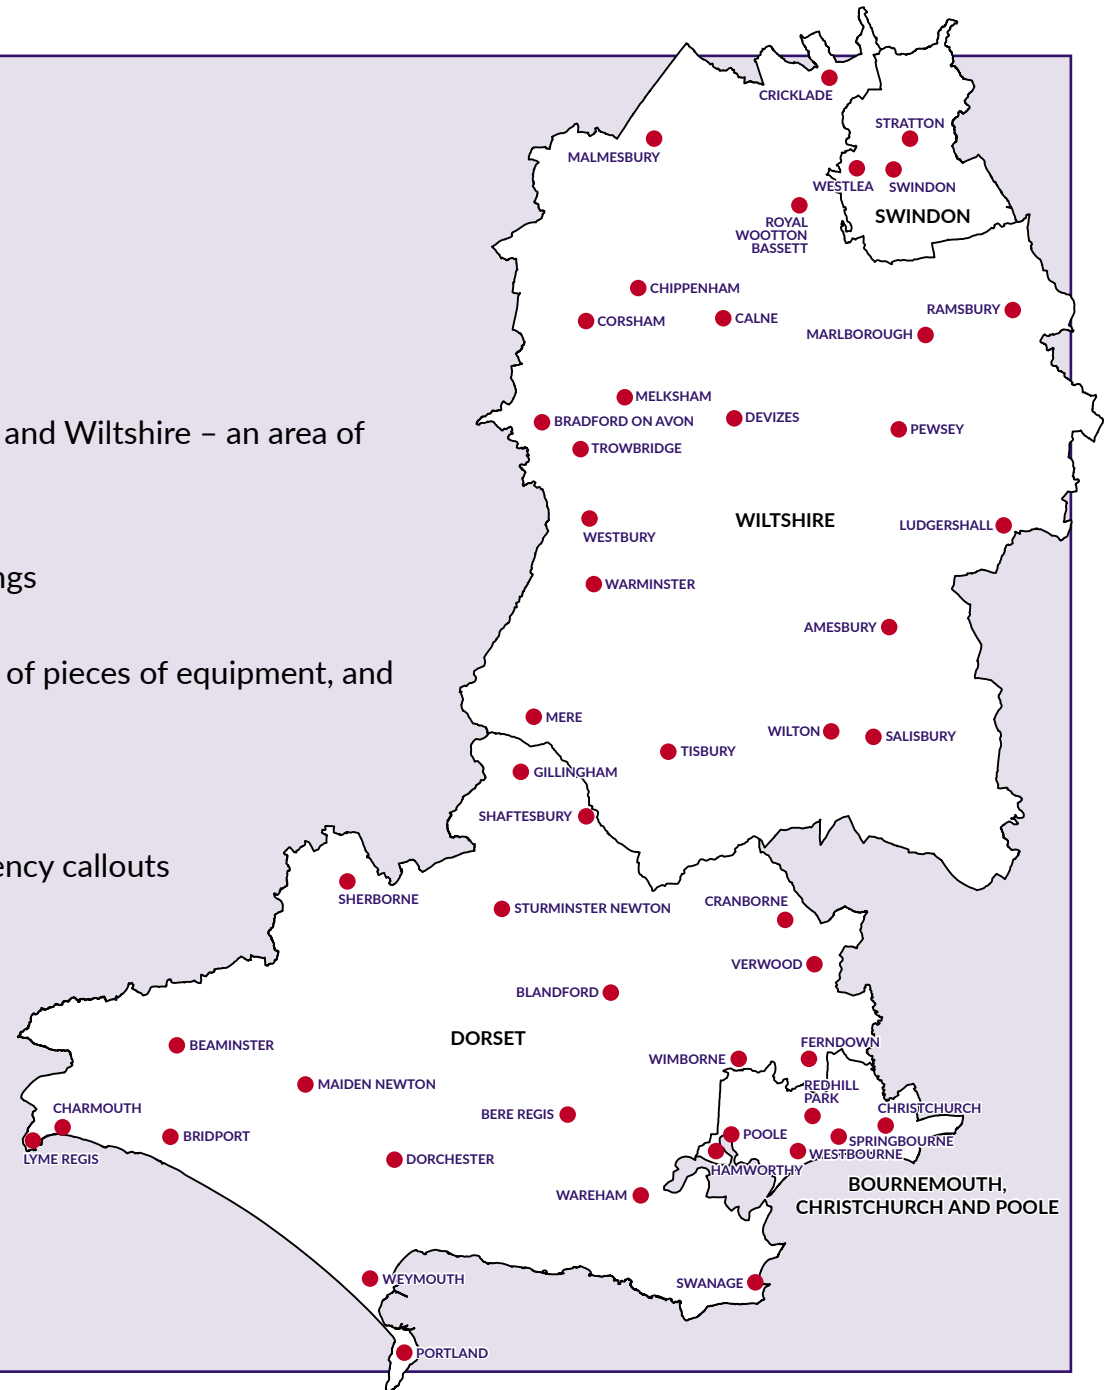 CRICKLADE
STRATTON
MALMESBURY
WESTLEA
SWINDON
SWINDON
ROYAL
WOOTTON
BASSETT
CHIPPENHAM
RAMSBURY
CORSHAM
CALNE
MARLBOROUGH
MELKSHAM
BRADFORD ON AVON
DEVIZES
PEWSEY
and Wiltshire – an area of
TROWBRIDGE
WILTSHIRE
LUDGERSHALL
WESTBURY
ngs
WARMINSTER
AMESBURY
of pieces of equipment, and
MERE
WILTON
SALISBURY
TISBURY
GILLINGHAM
SHAFTESBURY
ency callouts
SHERBORNE
STURMINSTER NEWTON
CRANBORNE
VERWOOD
BLANDFORD
DORSET
BEAMINSTER
FERNDOWN
WIMBORNE
MAIDEN NEWTON
REDHILL
PARK
CHARMOUTH
BERE REGIS
CHRISTCHURCH
BRIDPORT
POOLE
SPRINGBOURNE
WESTBOURNE
LYME REGIS
DORCHESTER
HAMWORTHY
BOURNEMOUTH,
CHRISTCHURCH AND POOLE
WAREHAM
WEYMOUTH
SWANAGE
PORTLAND